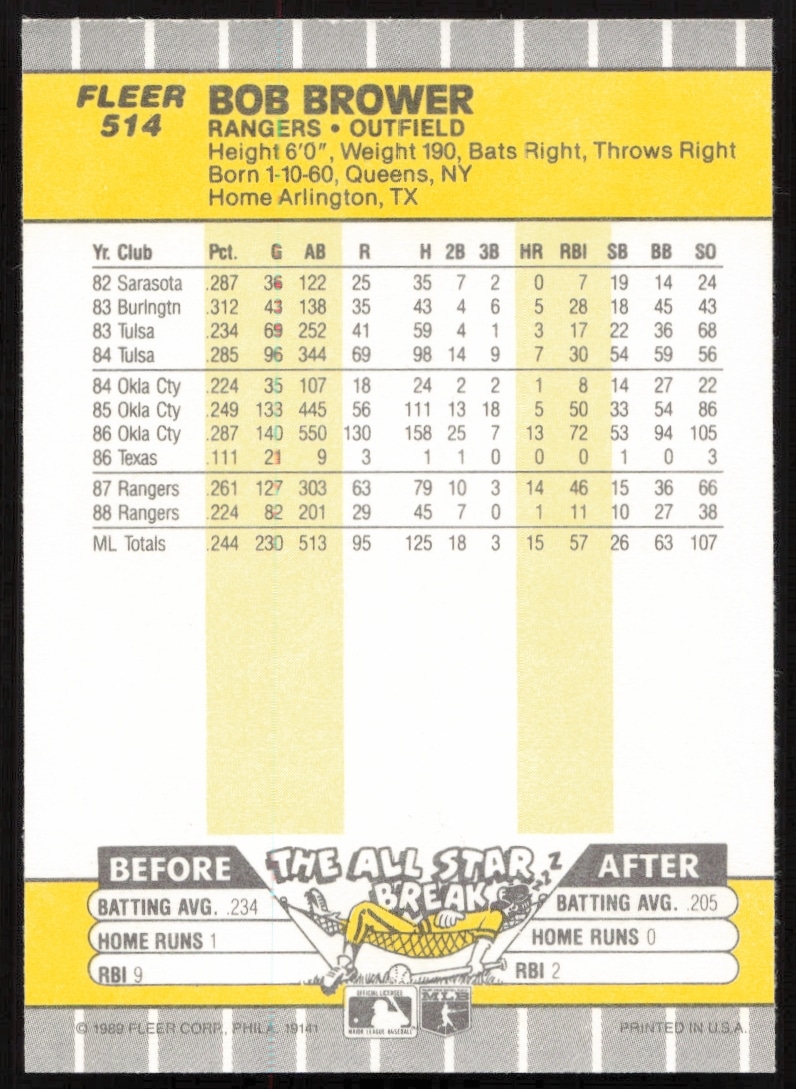 FLEER
514
BOB BROWER
RANGERS • OUTFIELD
Height 6'0", Weight 190, Bats Right, Throws Right
Born 1-10-60, Queens, NY
Home Arlington, TX
Yr. Club Pct. G AB R H 2B 3B HR RBI SB BB SO
82 Sarasota .287 36 122 25 35 7 2 0 7 19 14 24
83 Burlngtn .312 43 138 35 43 4 6 5 28 18 45 43
83 Tulsa .234 69 252 41 59 4 1 3 17 22 36 68
84 Tulsa .285 96 344 69 98 14 9 7 30 54 59 56
84 Okla Cty .224 35 107 18 24 2 2 1 8 14 27 22
85 Okla Cty .249 133 445 56 111 13 18 5 50 33 54 86
86 Okla Cty .287 140 550 130 158 25 7 13 72 53 94 105
86 Texas .111 21 9 3 1 1 0 0 0 1 0 3
87 Rangers .261 127 303 63 79 10 3 14 46 15 36 66
88 Rangers .224 82 201 29 45 7 0 1 11 10 27 38
ML Totals .244 230 513 95 125 18 3 15 57 26 63 107
BEFORE THE ALL STAR BREAK AFTER
ZZZZ
BATTING AVG. .234 BATTING AVG. .205
HOME RUNS 1 HOME RUNS 0
RBI 9 RBI 2
OFFICIAL LICENSEE
MAJOR LEAGUE BASEBALL
MLB
© 1989 FLEER CORP., PHILA. 19141 PRINTED IN U.S.A.